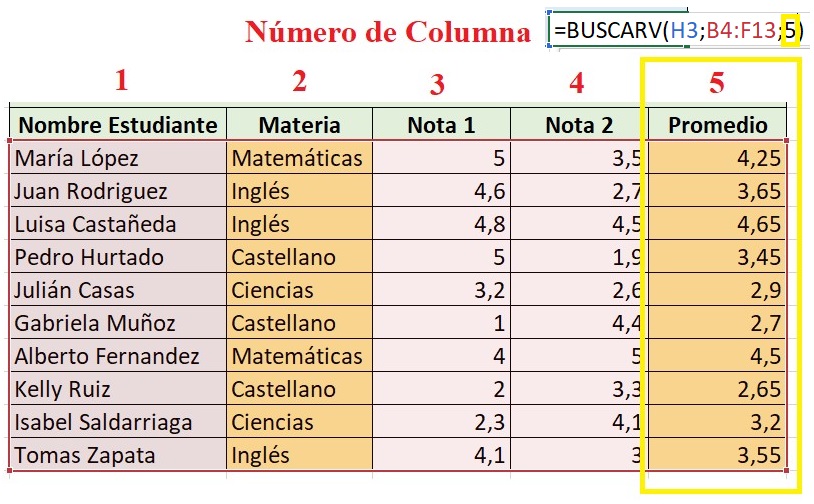 Número de Columna =BUSCARV(H3;B4:F13;5)
1 2 3 4 5
Nombre Estudiante Materia Nota 1 Nota 2 Promedio
María López Matemáticas 5 3,5 4,25
Juan Rodriguez Inglés 4,6 2,7 3,65
Luisa Castañeda Inglés 4,8 4,5 4,65
Pedro Hurtado Castellano 5 1,9 3,45
Julián Casas Ciencias 3,2 2,6 2,9
Gabriela Muñoz Castellano 1 4,4 2,7
Alberto Fernandez Matemáticas 4 5 4,5
Kelly Ruiz Castellano 2 3,3 2,65
Isabel Saldarriaga Ciencias 2,3 4,1 3,2
Tomas Zapata Inglés 4,1 3 3,55